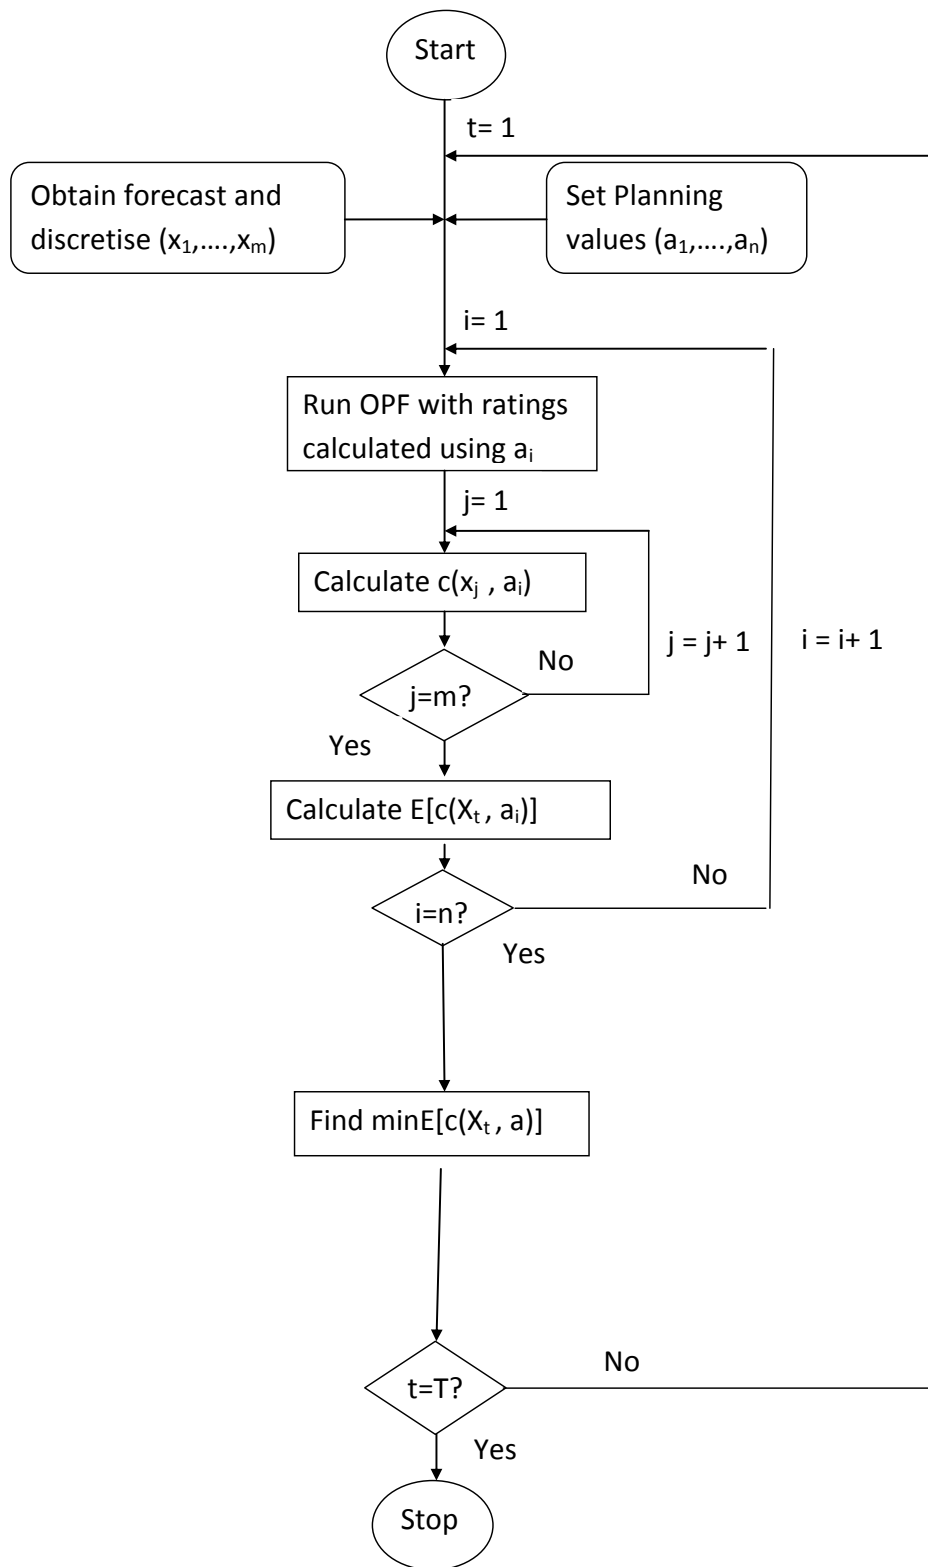 Start
t= 1
Obtain forecast and
discretise (x₁,....,xₘ)
Set Planning
values (a₁,....,aₙ)
i= 1
Run OPF with ratings
calculated using aᵢ
j= 1
Calculate c(xⱼ , aᵢ)
j = j+ 1
i = i+ 1
No
j=m?
Yes
Calculate E[c(Xₜ , aᵢ)]
No
i=n?
Yes
Find minE[c(Xₜ , a)]
No
t=T?
Yes
Stop